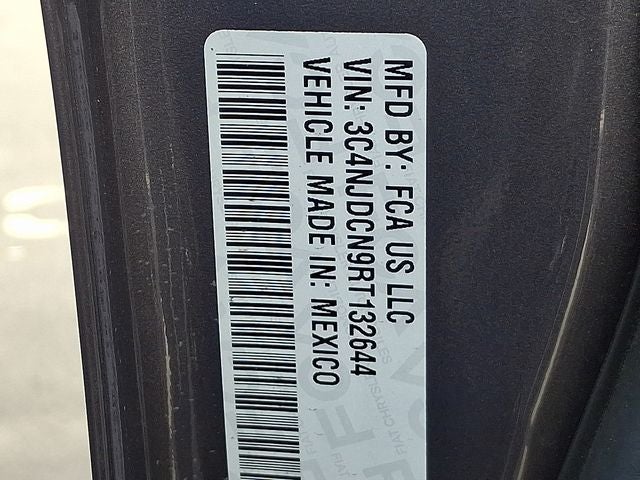 MFD BY: FCA US LLC
VIN: 3C4NJDCN9RT132644
VEHICLE MADE IN: MEXICO